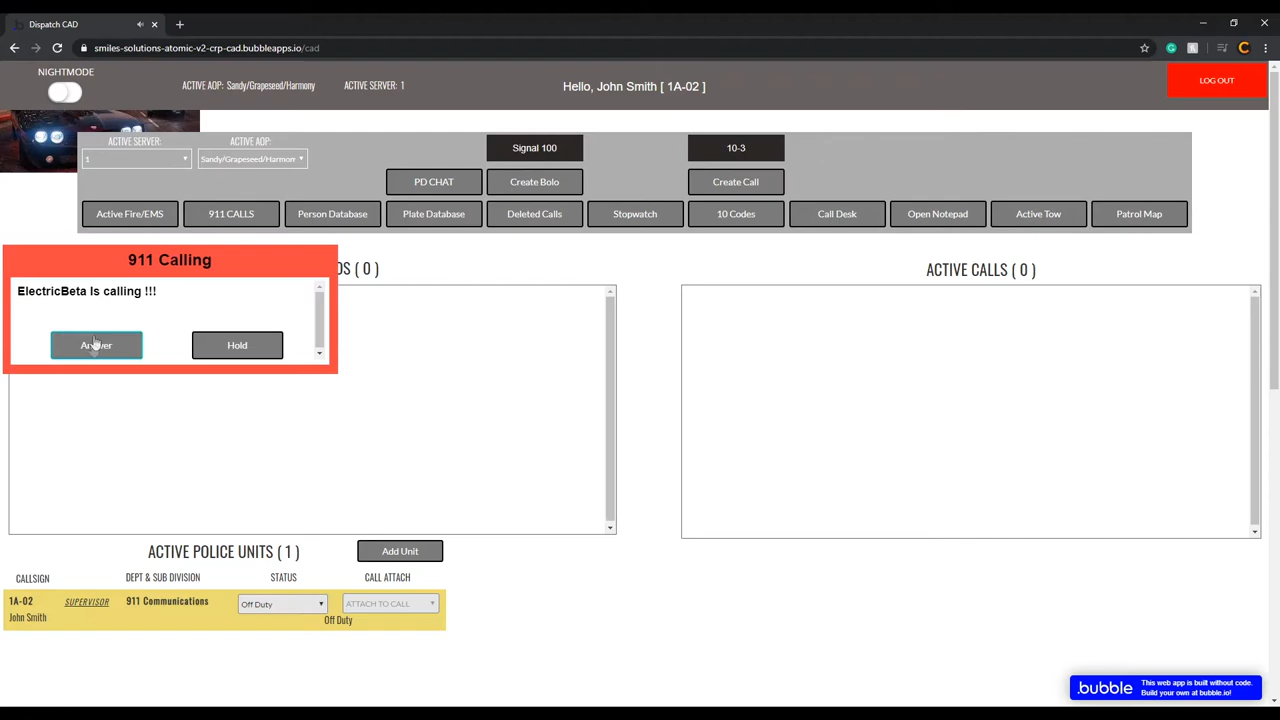 Dispatch CAD
smiles-solutions-atomic-v2-crp-cad.bubbleapps.io/cad
NIGHTMODE
ACTIVE AOP: Sandy/Grapeseed/Harmony
ACTIVE SERVER: 1
Hello, John Smith [ 1A-02 ]
LOG OUT
ACTIVE SERVER:
ACTIVE AOP:
Signal 100
10-3
1
Sandy/Grapeseed/Harmon
PD CHAT
Create Bolo
Create Call
Active Fire/EMS
911 CALLS
Person Database
Plate Database
Deleted Calls
Stopwatch
10 Codes
Call Desk
Open Notepad
Active Tow
Patrol Map
911 Calling
OS ( 0 )
ACTIVE CALLS ( 0 )
ElectricBeta Is calling !!!
Answer
Hold
ACTIVE POLICE UNITS ( 1 )
Add Unit
CALLSIGN
DEPT & SUB DIVISION
STATUS
CALL ATTACH
1A-02
SUPERVISOR
911 Communications
Off Duty
ATTACH TO CALL
John Smith
Off Duty
.bubble
This web app is built without code.
Build your own at bubble.io!